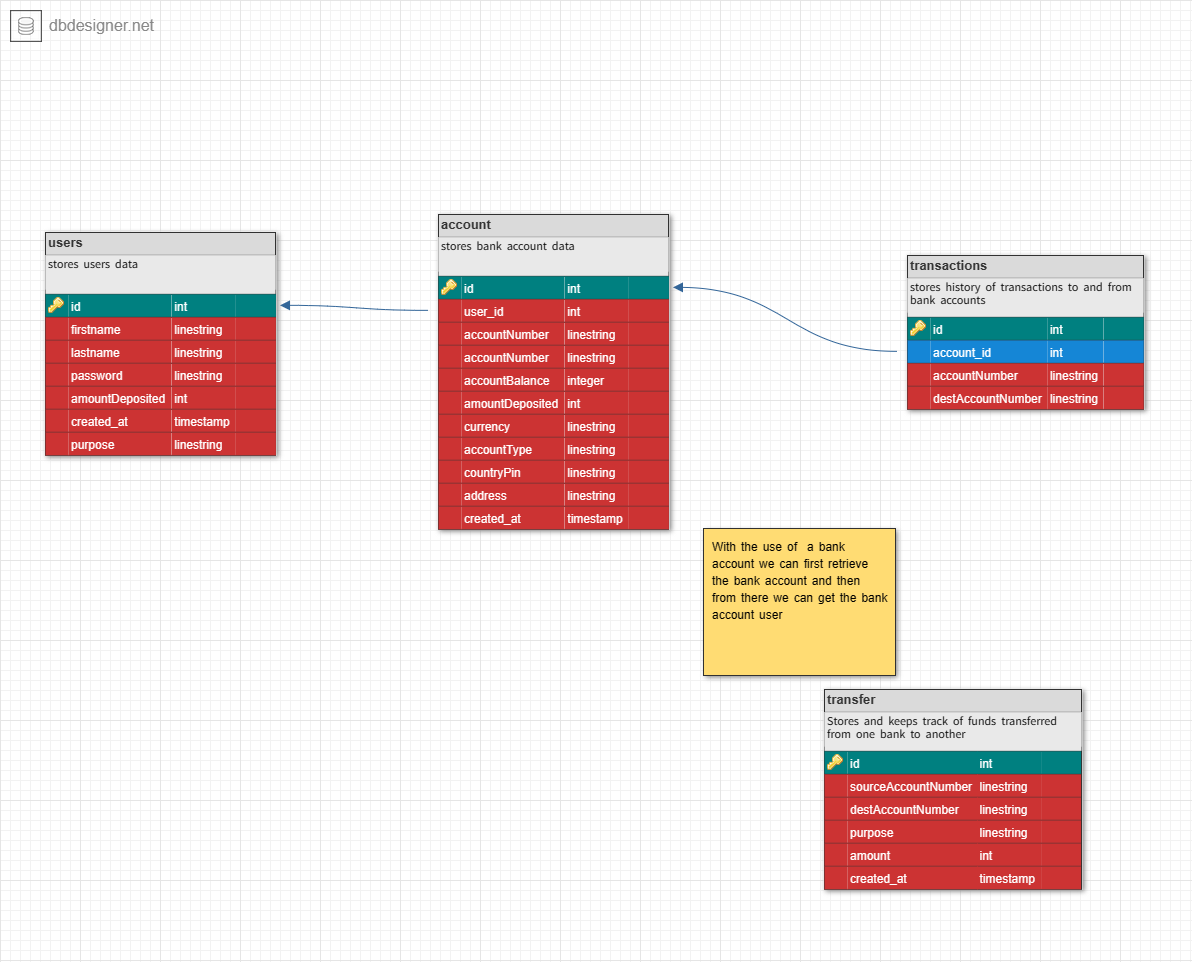 dbdesigner.net
users
stores users data
id int
firstname linestring
lastname linestring
password linestring
amountDeposited int
created_at timestamp
purpose linestring
account
stores bank account data
id int
user_id int
accountNumber linestring
accountNumber linestring
accountBalance integer
amountDeposited int
currency linestring
accountType linestring
countryPin linestring
address linestring
created_at timestamp
transactions
stores history of transactions to and from
bank accounts
id int
account_id int
accountNumber linestring
destAccountNumber linestring
With the use of a bank
account we can first retrieve
the bank account and then
from there we can get the bank
account user
transfer
Stores and keeps track of funds transferred
from one bank to another
id int
sourceAccountNumber linestring
destAccountNumber linestring
purpose linestring
amount int
created_at timestamp